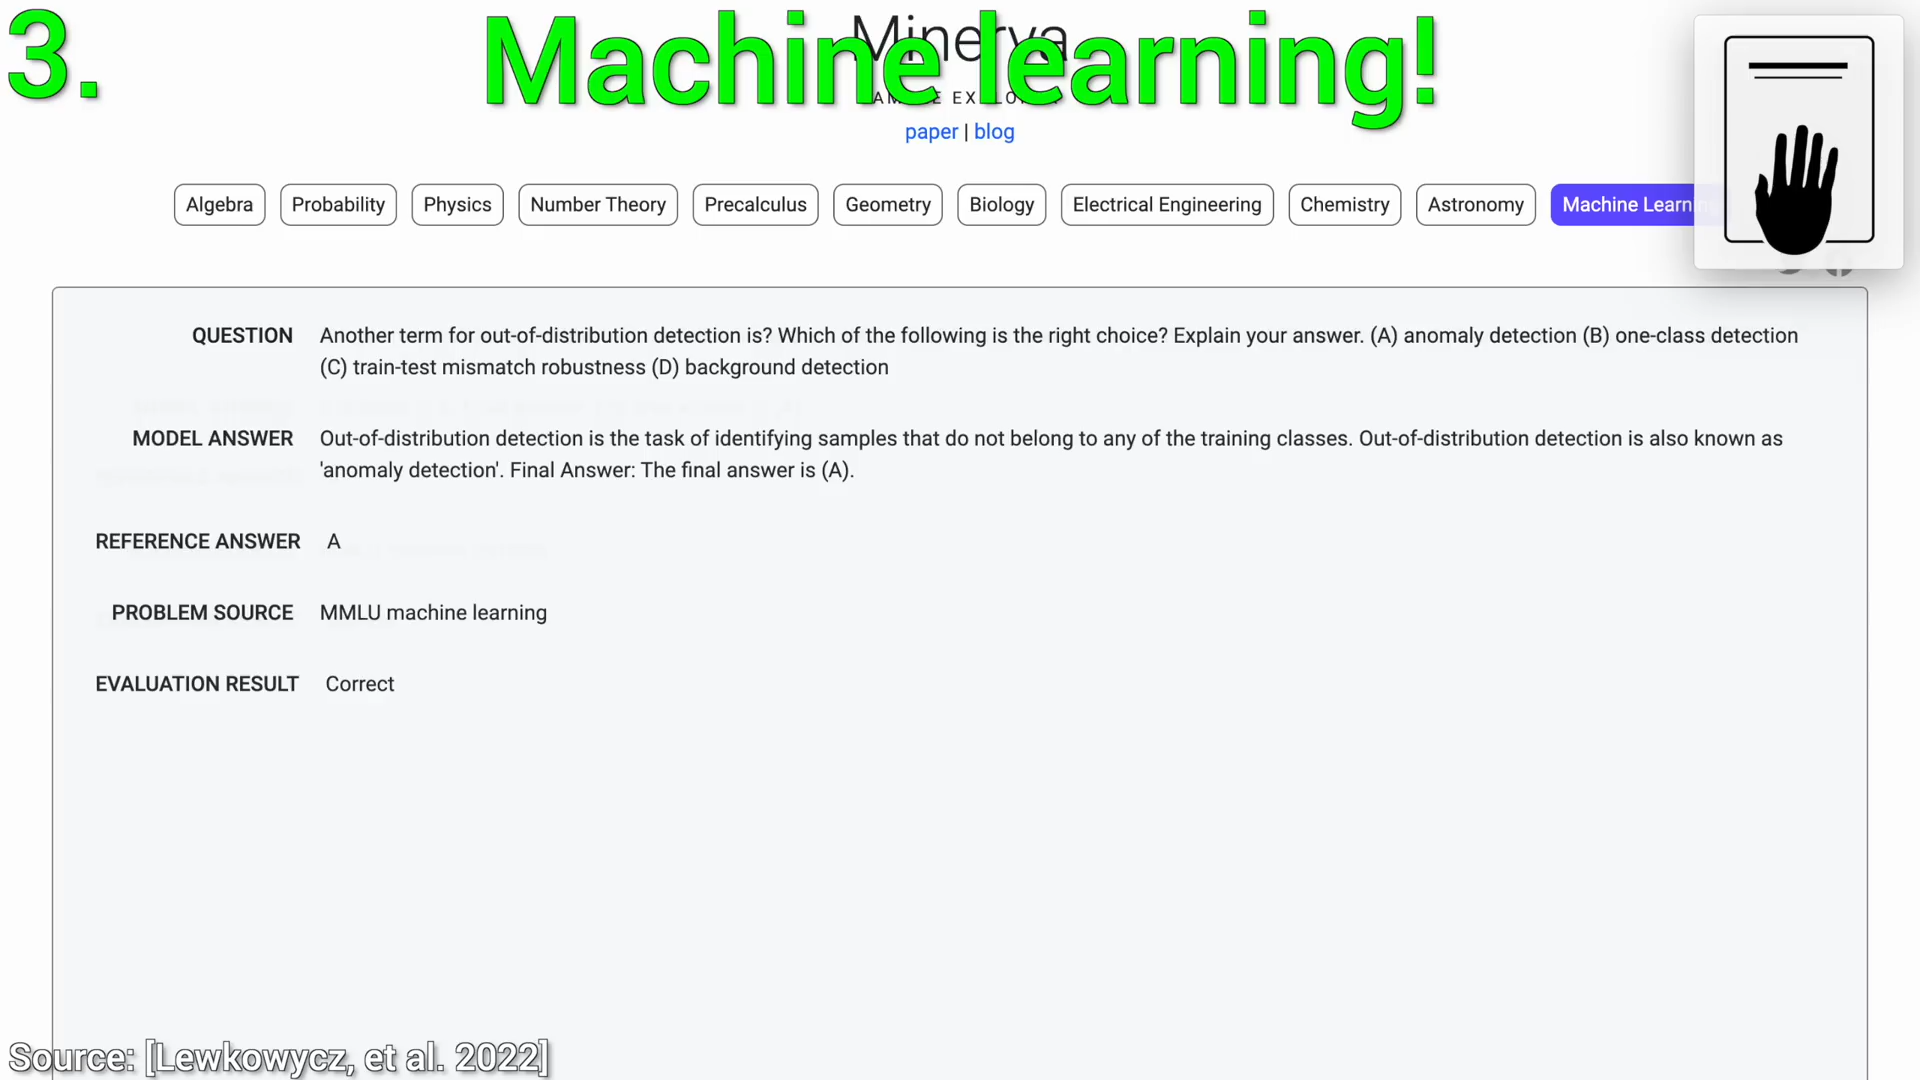 3. Machine learning!
Minerva
paper | blog
Algebra Probability Physics Number Theory Precalculus Geometry Biology Electrical Engineering Chemistry Astronomy Machine Learning
QUESTION Another term for out-of-distribution detection is? Which of the following is the right choice? Explain your answer. (A) anomaly detection (B) one-class detection
(C) train-test mismatch robustness (D) background detection
MODEL ANSWER Out-of-distribution detection is the task of identifying samples that do not belong to any of the training classes. Out-of-distribution detection is also known as
'anomaly detection'. Final Answer: The final answer is (A).
REFERENCE ANSWER A
PROBLEM SOURCE MMLU machine learning
EVALUATION RESULT Correct
Source: [Lewkowycz, et al. 2022]